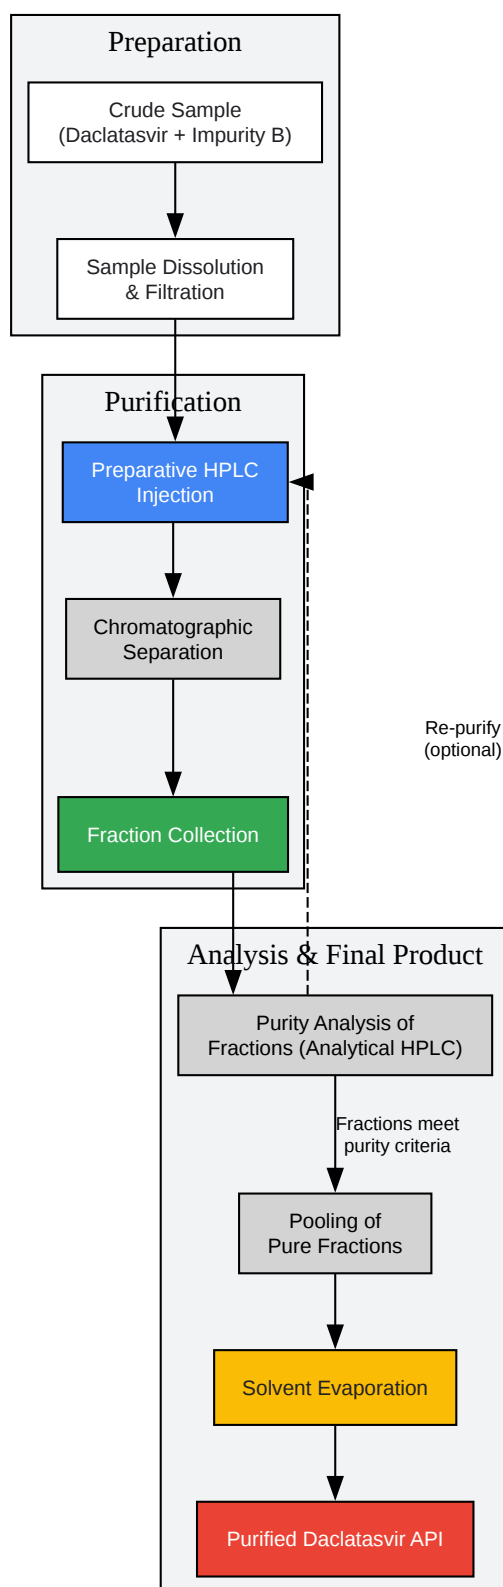 Preparation
Crude Sample
(Daclatasvir + Impurity B)
Sample Dissolution
& Filtration
Purification
Preparative HPLC
Injection
Chromatographic
Separation
Re-purify
(optional)
Fraction Collection
Analysis & Final Product
Purity Analysis of
Fractions (Analytical HPLC)
Fractions meet
purity criteria
Pooling of
Pure Fractions
Solvent Evaporation
Purified Daclatasvir API